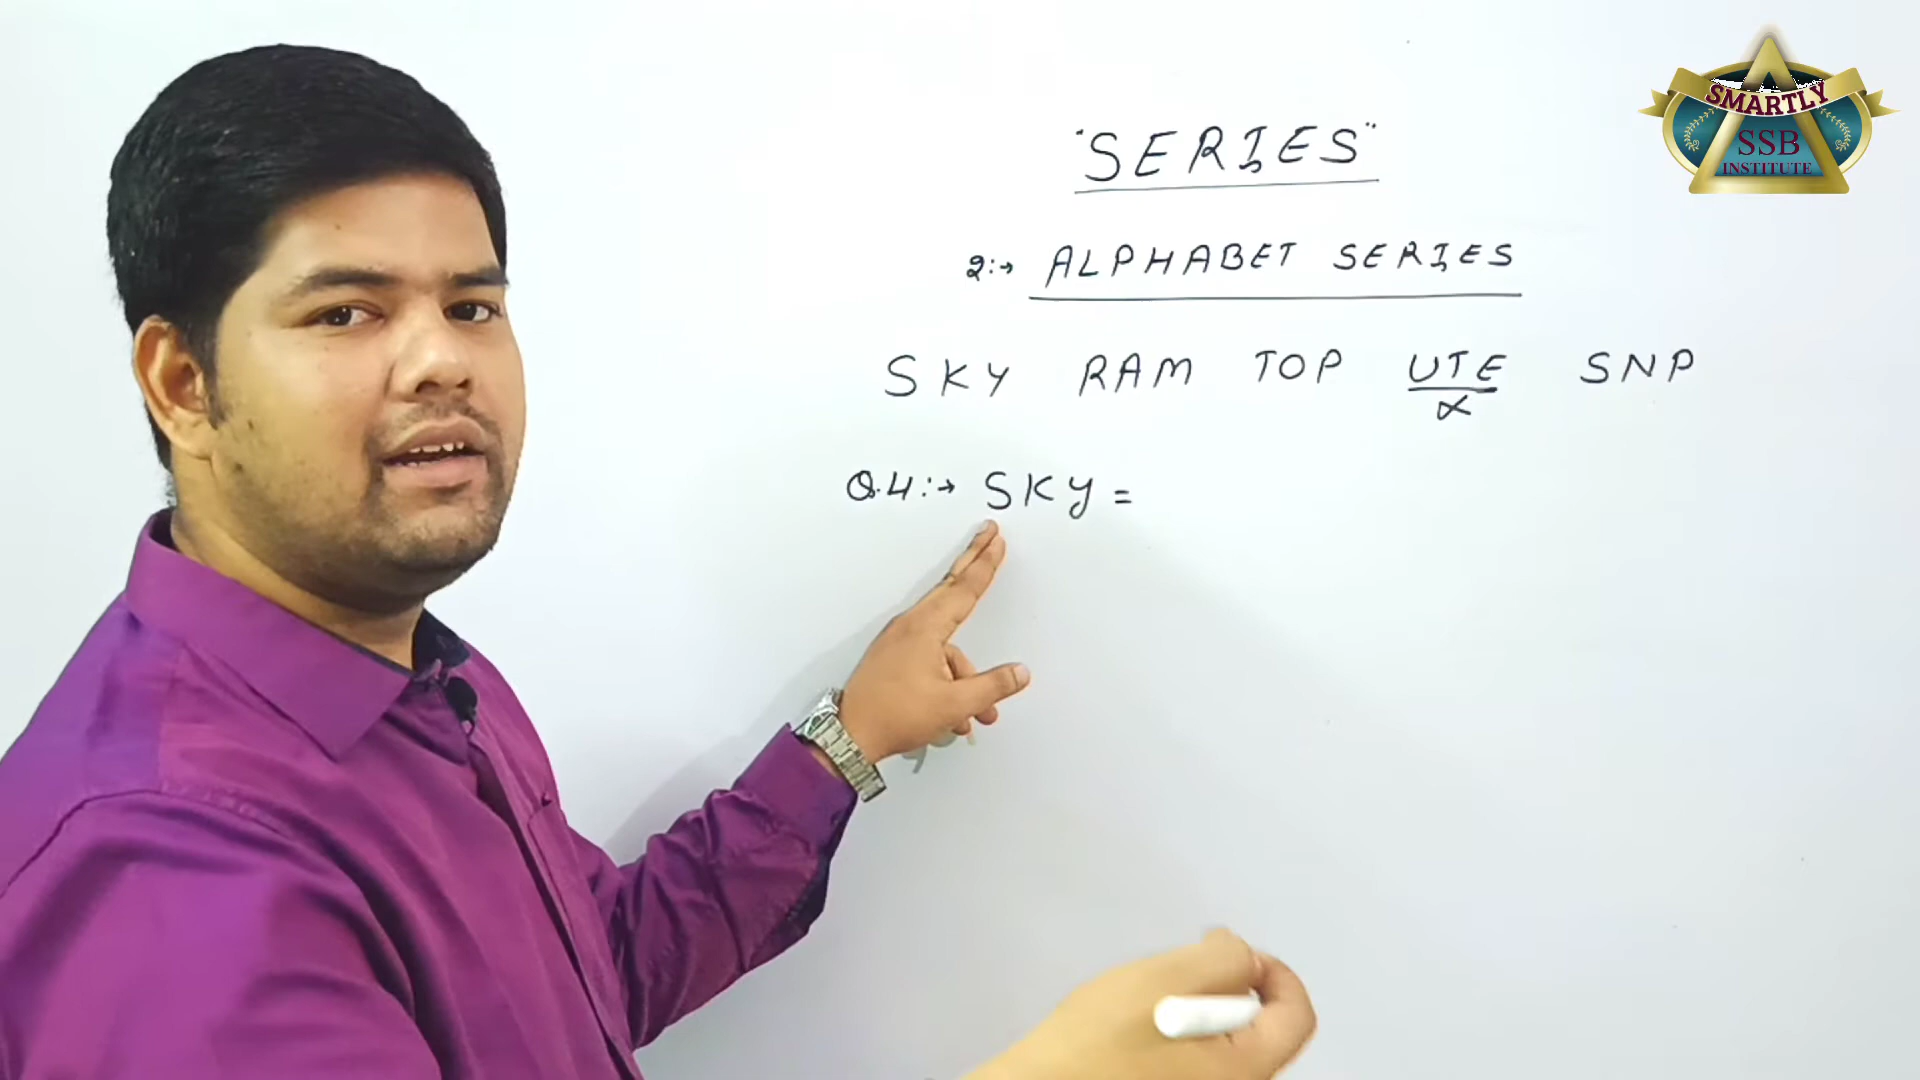 SMARTLY
SSB
INSTITUTE
"SERIES"
2:→ ALPHABET SERIES
SKY RAM TOP UTE SNP
α
Q.4:→ SKY =